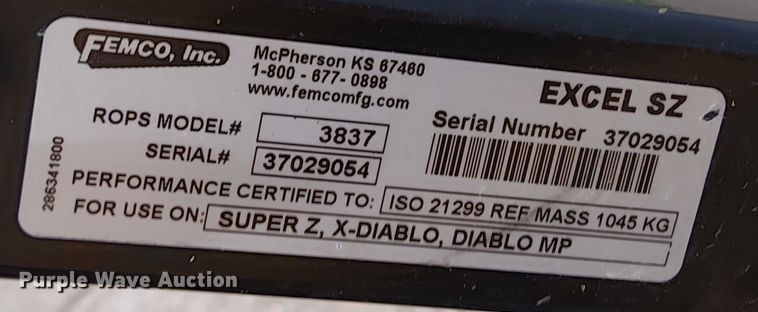 FEMCO, Inc.
McPherson KS 67460
1-800-677-0898
www.femcomfg.com
EXCEL SZ
Serial Number 37029054
ROPS MODEL# 3837
SERIAL# 37029054
PERFORMANCE CERTIFIED TO: ISO 21299 REF MASS 1045 KG
FOR USE ON: SUPER Z, X-DIABLO, DIABLO MP
286341800
Purple Wave Auction